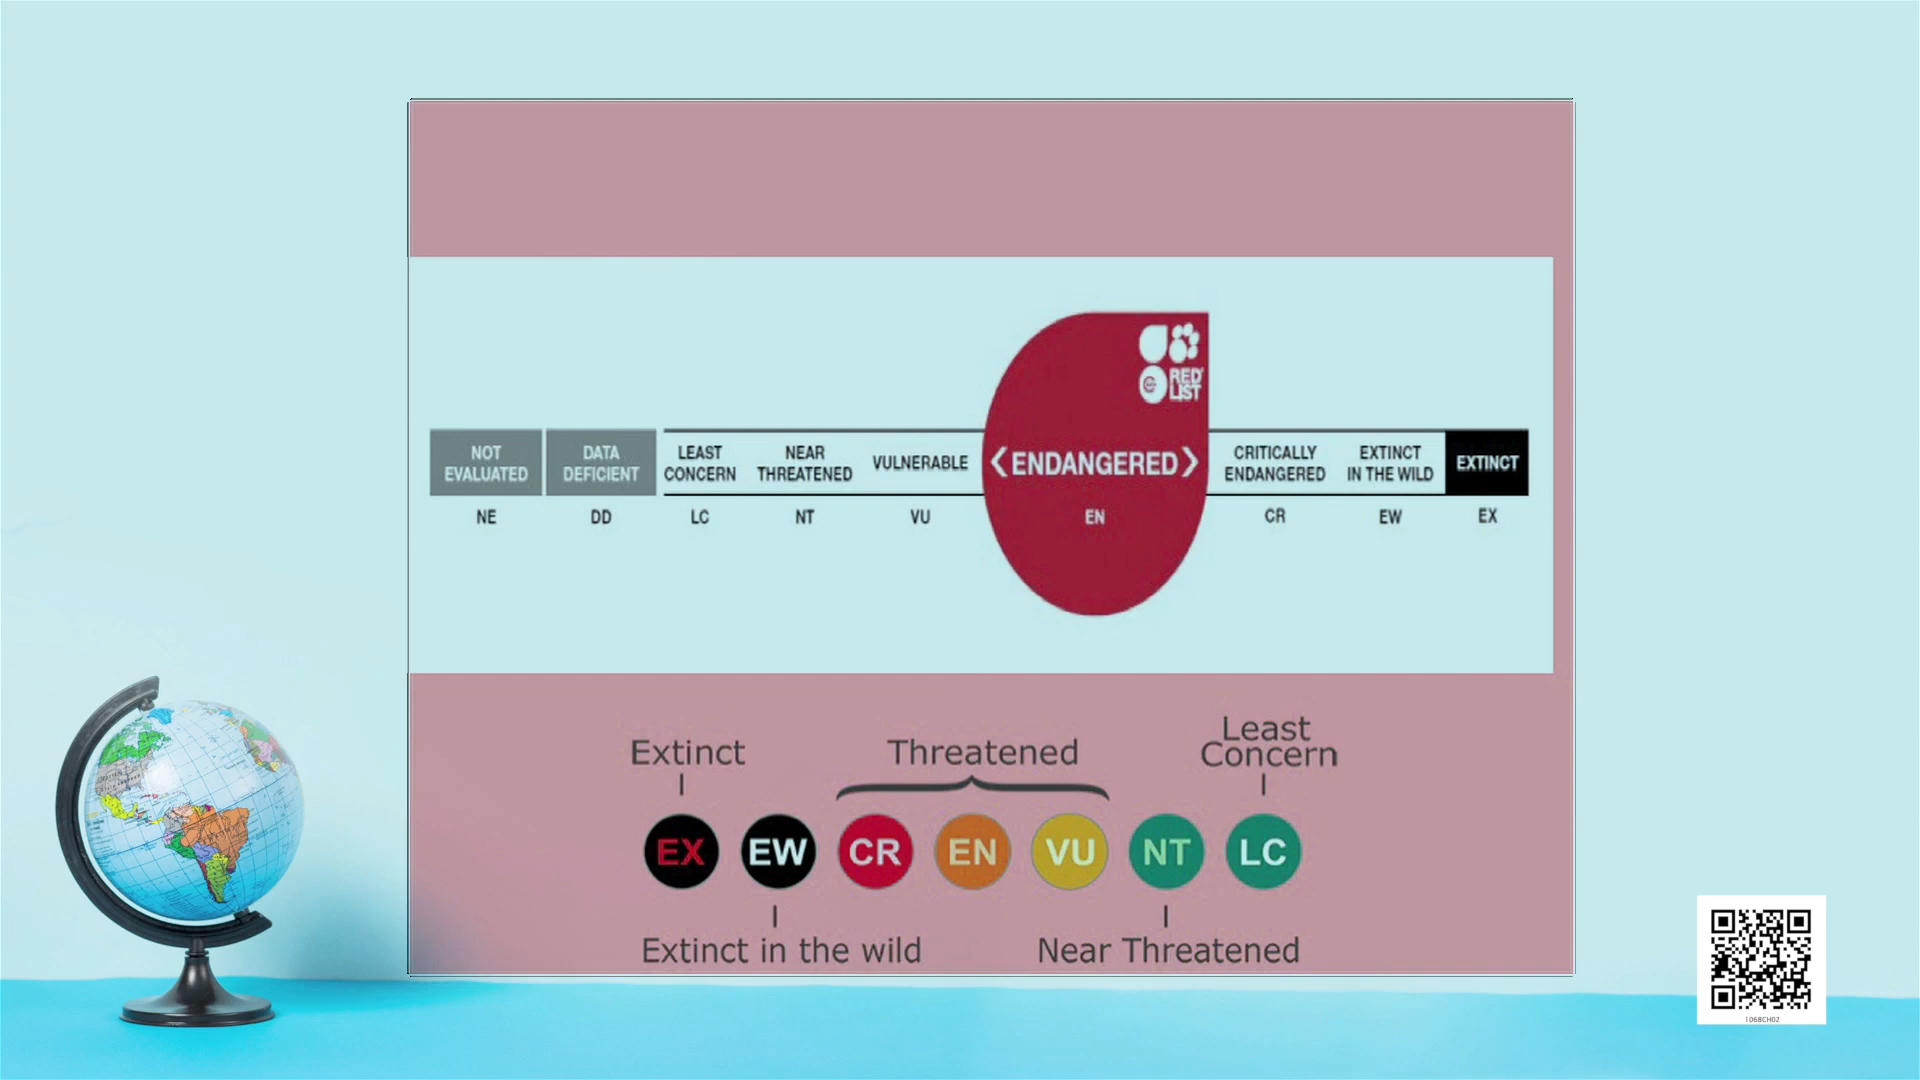 RED
LIST
NOT
EVALUATED
DATA
DEFICIENT
LEAST
CONCERN
NEAR
THREATENED
VULNERABLE
ENDANGERED
CRITICALLY
ENDANGERED
EXTINCT
IN THE WILD
EXTINCT
NE
DD
LC
NT
VU
EN
CR
EW
EX
Extinct
Threatened
Least
Concern
EX
EW
CR
EN
VU
NT
LC
Extinct in the wild
Near Threatened
1068CH02